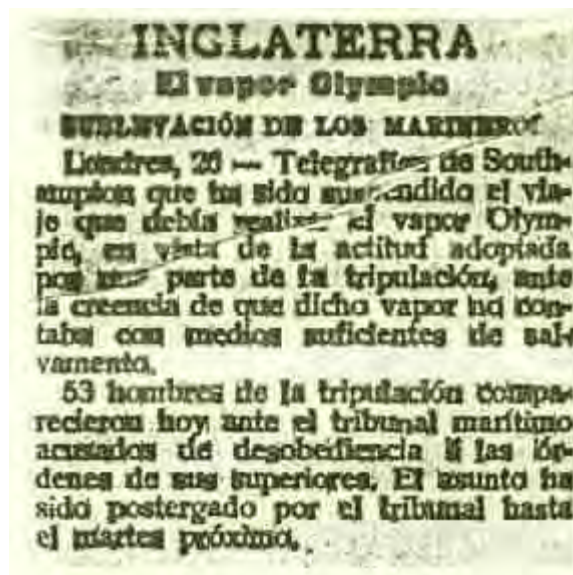 INGLATERRA
El vapor Olympic
SUBLEVACIÓN DE LOS MARINEROS
Londres, 26 — Telegrafían de South-
ampton que ha sido suspendido el via-
je que debía realizar el vapor Olym-
pic, en vista de la actitud adoptada
por una parte de la tripulación, ante
la creencia de que dicho vapor no con-
taba con medios suficientes de sal-
vamento.
53 hombres de la tripulación compa-
recieron hoy ante el tribunal marítimo
acusados de desobediencia á las ór-
denes de sus superiores. El asunto ha
sido postergado por el tribunal hasta
el martes próximo.